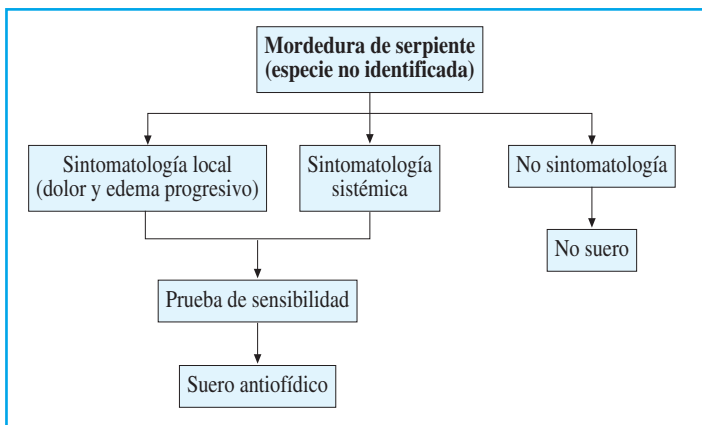 Mordedura de serpiente
(especie no identificada)
Sintomatología local
(dolor y edema progresivo)
Sintomatología
sistémica
No sintomatología
No suero
Prueba de sensibilidad
Suero antiofídico